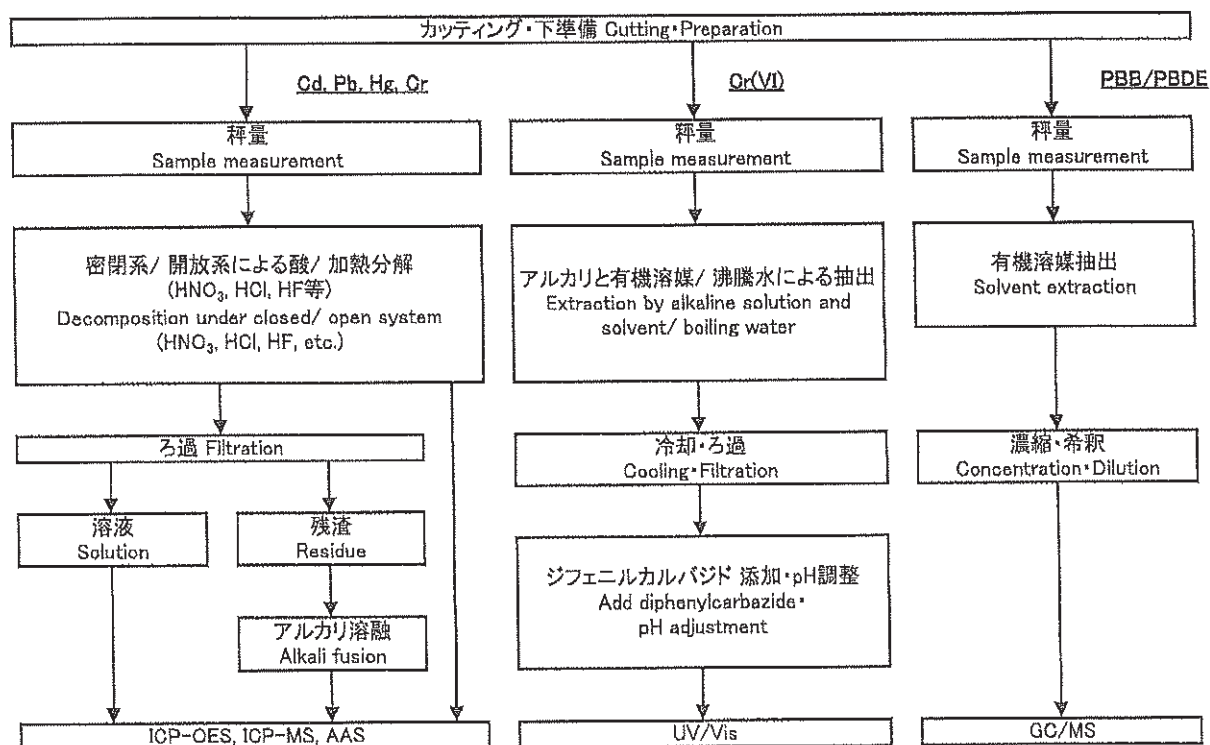 カッティング・下準備 Cutting・Preparation
Cd, Pb, Hg, Cr
秤量
Sample measurement
密閉系/ 開放系による酸/ 加熱分解
(HNO₃, HCl, HF等)
Decomposition under closed/ open system
(HNO₃, HCl, HF, etc.)
ろ過 Filtration
溶液
Solution
残渣
Residue
アルカリ溶融
Alkali fusion
ICP-OES, ICP-MS, AAS
Cr(VI)
秤量
Sample measurement
アルカリと有機溶媒/ 沸騰水による抽出
Extraction by alkaline solution and
solvent/ boiling water
冷却・ろ過
Cooling・Filtration
ジフェニルカルバジド 添加・pH調整
Add diphenylcarbazide・
pH adjustment
UV/Vis
PBB/PBDE
秤量
Sample measurement
有機溶媒抽出
Solvent extraction
濃縮・希釈
Concentration・Dilution
GC/MS